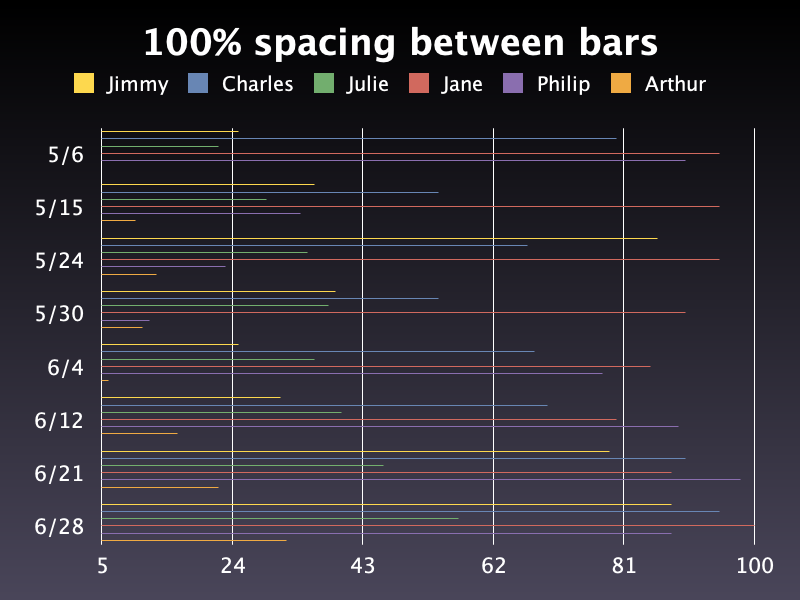 100% spacing between bars
Jimmy Charles Julie Jane Philip Arthur
5/6
5/15
5/24
5/30
6/4
6/12
6/21
6/28
5 24 43 62 81 100